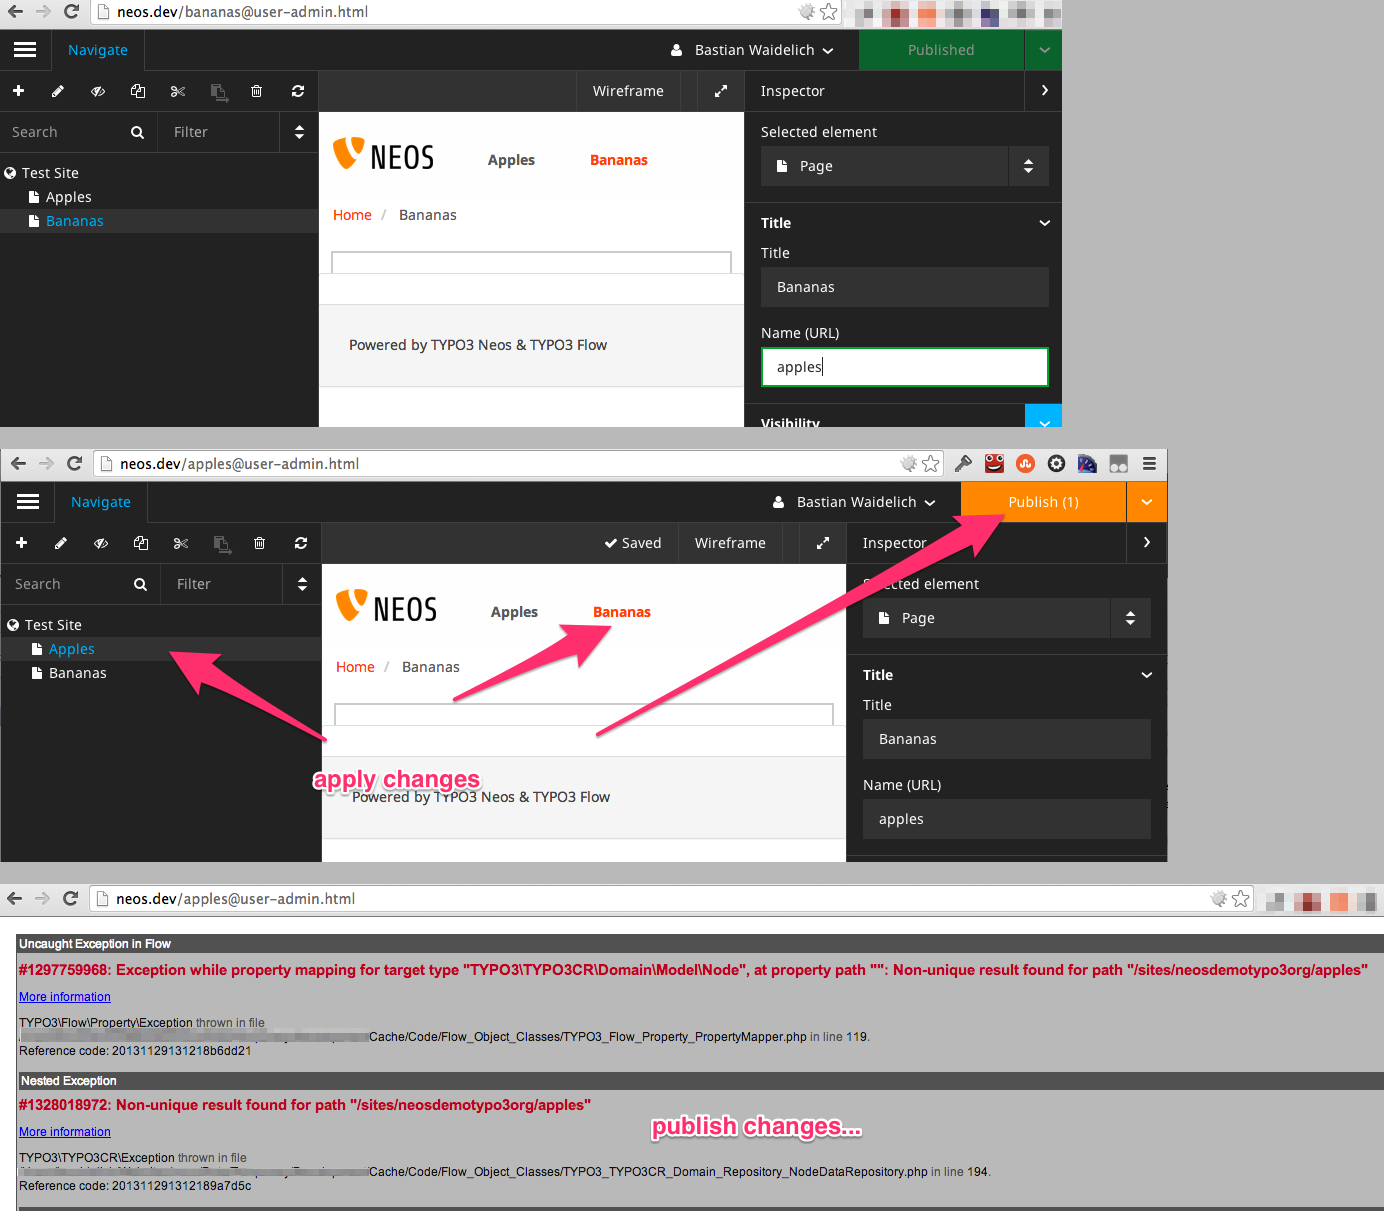 neos.dev/bananas@user-admin.html
Navigate
Bastian Waidelich
Published
Wireframe
Inspector
Search
Filter
Selected element
Page
Test Site
Apples
Bananas
NEOS
Apples
Bananas
Home / Bananas
Title
Title
Bananas
Name (URL)
apples
Powered by TYPO3 Neos & TYPO3 Flow
Visibility
neos.dev/apples@user-admin.html
Navigate
Bastian Waidelich
Publish (1)
Saved
Wireframe
Inspector
Search
Filter
Selected element
Page
Test Site
Apples
Bananas
NEOS
Apples
Bananas
Home / Bananas
Title
Title
Bananas
Name (URL)
apples
apply changes
Powered by TYPO3 Neos & TYPO3 Flow
neos.dev/apples@user-admin.html
Uncaught Exception in Flow
#1297759968: Exception while property mapping for target type "TYPO3\TYPO3CR\Domain\Model\Node", at property path "": Non-unique result found for path "/sites/neosdemotypo3org/apples"
More information
TYPO3\Flow\Property\Exception thrown in file
Cache/Code/Flow_Object_Classes/TYPO3_Flow_Property_PropertyMapper.php in line 119.
Reference code: 20131129131218b6dd21
Nested Exception
#1328018972: Non-unique result found for path "/sites/neosdemotypo3org/apples"
More information
publish changes...
TYPO3\TYPO3CR\Exception thrown in file
Cache/Code/Flow_Object_Classes/TYPO3_TYPO3CR_Domain_Repository_NodeDataRepository.php in line 194.
Reference code: 201311291312189a7d5c